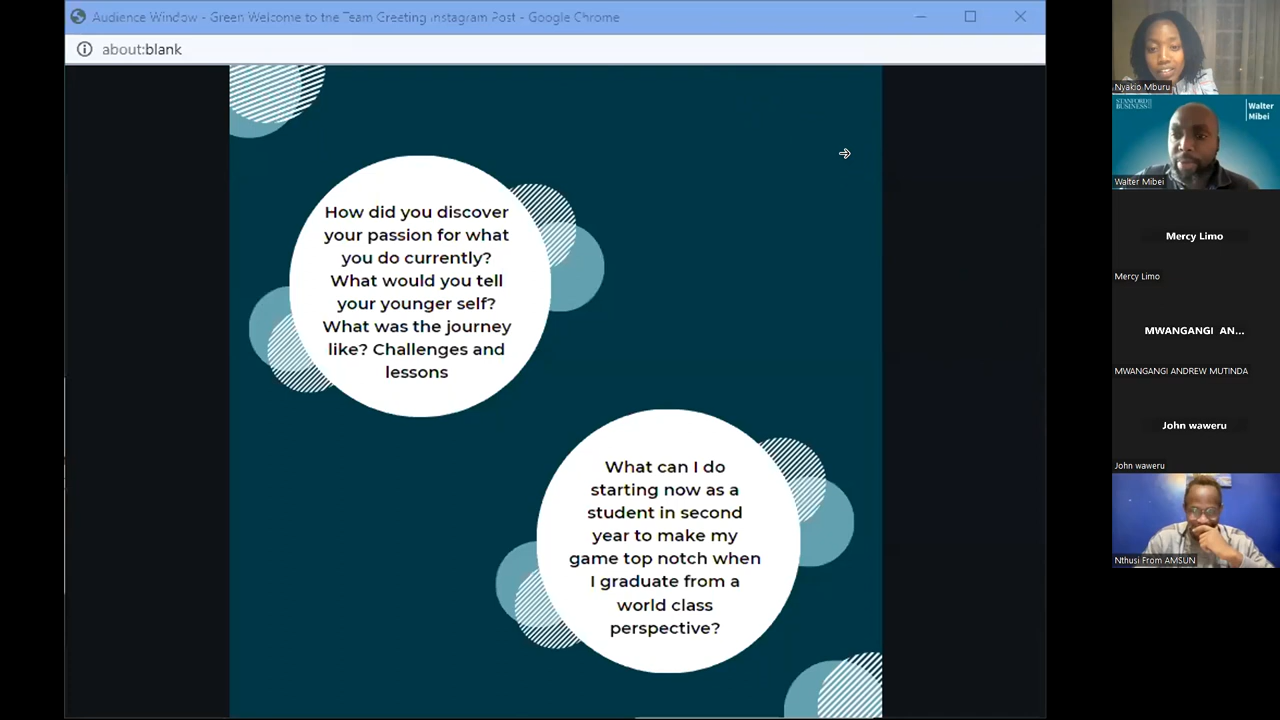 Audience Window - Green Welcome to the Team Greeting Instagram Post - Google Chrome
about:blank
How did you discover
your passion for what
you do currently?
What would you tell
your younger self?
What was the journey
like? Challenges and
lessons
What can I do
starting now as a
student in second
year to make my
game top notch when
I graduate from a
world class
perspective?
Nyakio Mburu
STANFORD
BUSINESS
Walter
Mibei
Walter Mibei
Mercy Limo
Mercy Limo
MWANGANGI AN...
MWANGANGI ANDREW MUTINDA
John waweru
John waweru
Nthusi From AMSUN